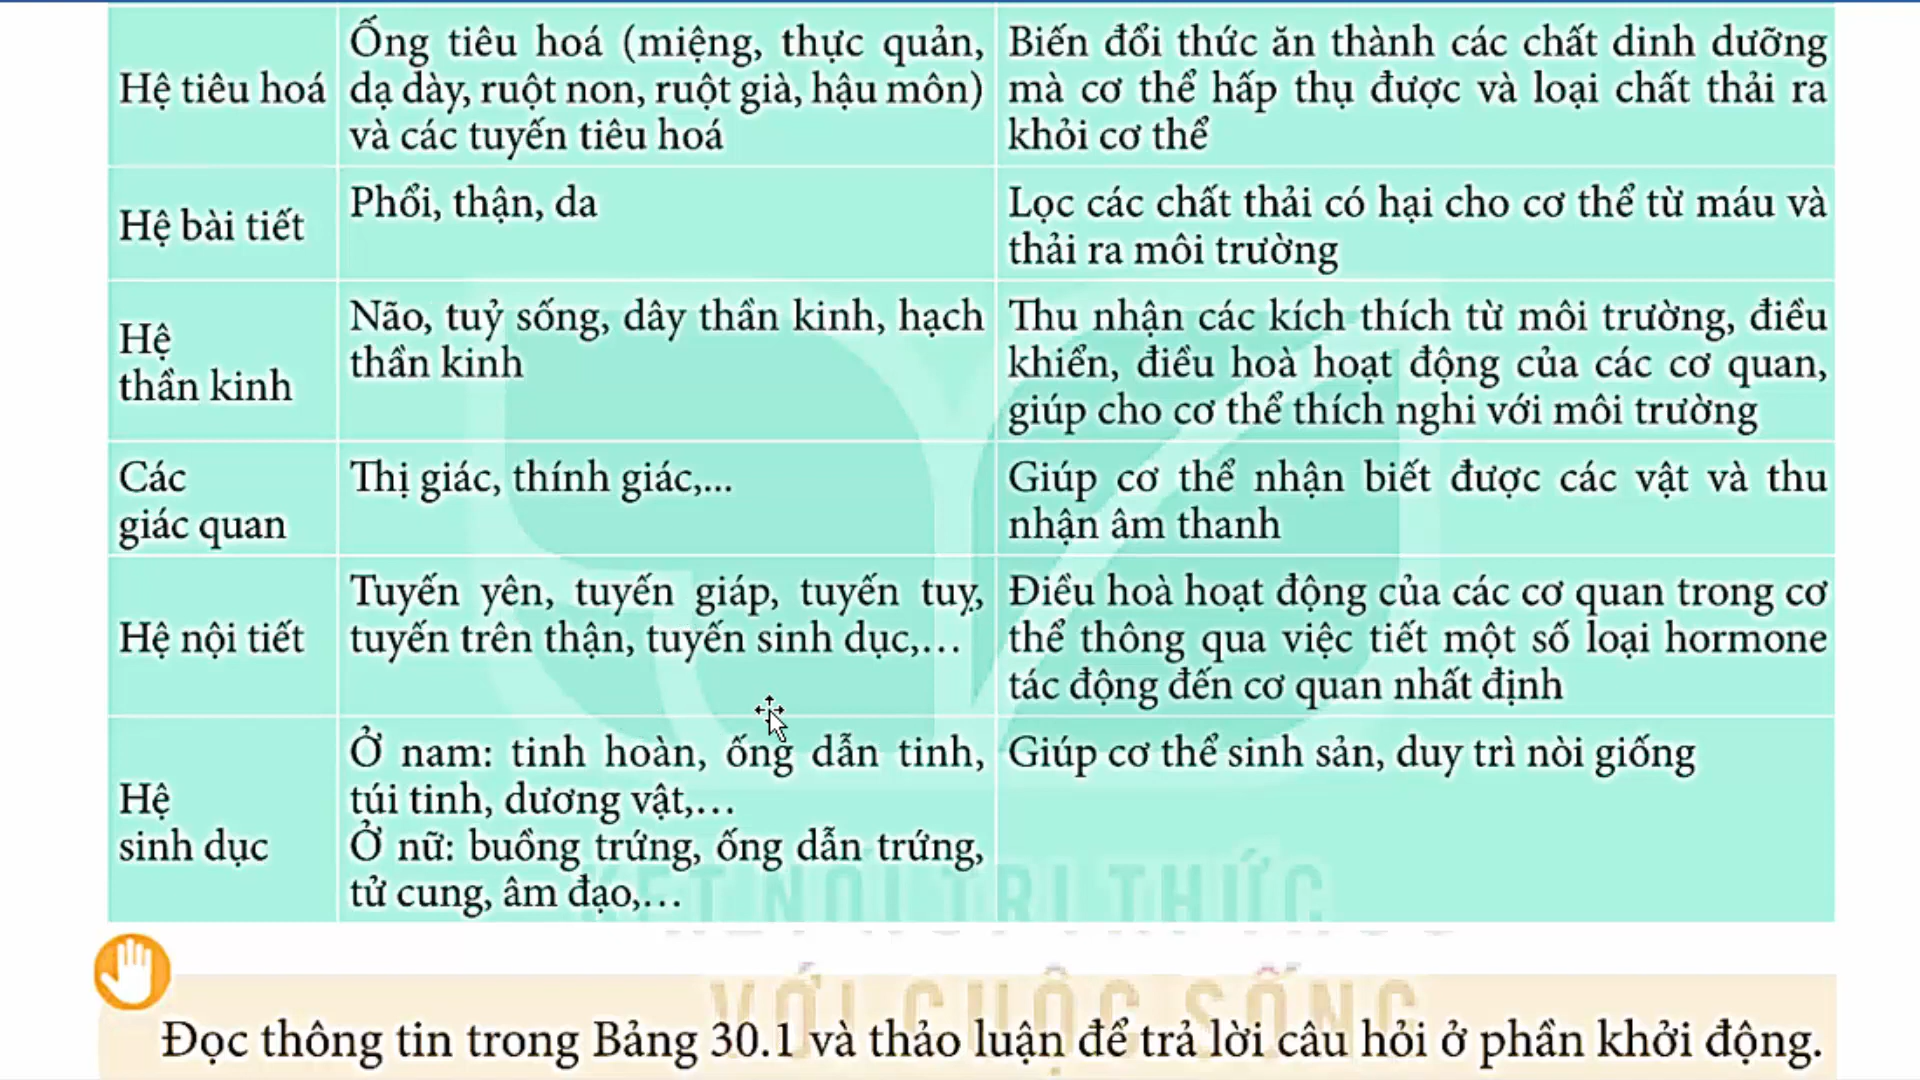 Hệ tiêu hoá
Ống tiêu hoá (miệng, thực quản,
dạ dày, ruột non, ruột già, hậu môn)
và các tuyến tiêu hoá
Biến đổi thức ăn thành các chất dinh dưỡng
mà cơ thể hấp thụ được và loại chất thải ra
khỏi cơ thể
Hệ bài tiết
Phổi, thận, da
Lọc các chất thải có hại cho cơ thể từ máu và
thải ra môi trường
Hệ
thần kinh
Não, tuỷ sống, dây thần kinh, hạch
thần kinh
Thu nhận các kích thích từ môi trường, điều
khiển, điều hoà hoạt động của các cơ quan,
giúp cho cơ thể thích nghi với môi trường
Các
giác quan
Thị giác, thính giác,...
Giúp cơ thể nhận biết được các vật và thu
nhận âm thanh
Hệ nội tiết
Tuyến yên, tuyến giáp, tuyến tuỵ,
tuyến trên thận, tuyến sinh dục,…
Điều hoà hoạt động của các cơ quan trong cơ
thể thông qua việc tiết một số loại hormone
tác động đến cơ quan nhất định
Hệ
sinh dục
Ở nam: tinh hoàn, ống dẫn tinh,
túi tinh, dương vật,…
Ở nữ: buồng trứng, ống dẫn trứng,
tử cung, âm đạo,…
Giúp cơ thể sinh sản, duy trì nòi giống
KẾT NỐI TRI THỨC
VỚI CUỘC SỐNG
Đọc thông tin trong Bảng 30.1 và thảo luận để trả lời câu hỏi ở phần khởi động.